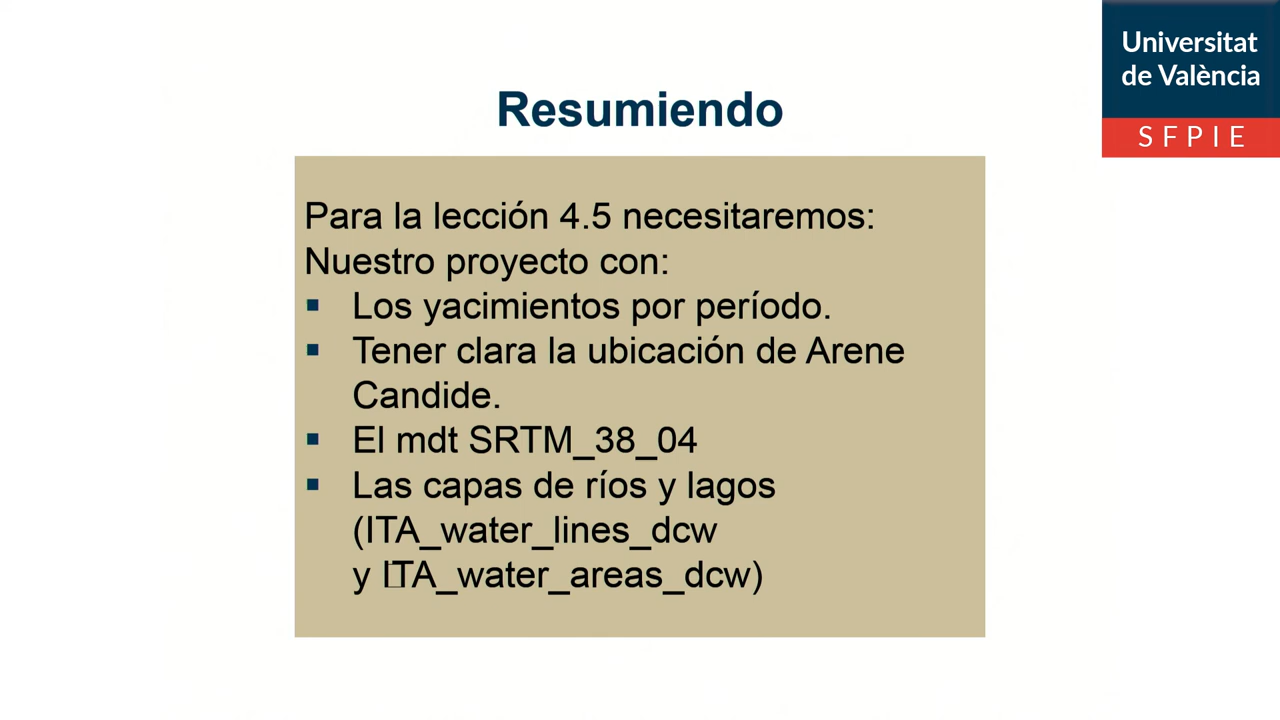 Universitat
de València
SFPIE
Resumiendo
Para la lección 4.5 necesitaremos:
Nuestro proyecto con:
▪ Los yacimientos por período.
▪ Tener clara la ubicación de Arene
Candide.
▪ El mdt SRTM_38_04
▪ Las capas de ríos y lagos
(ITA_water_lines_dcw
y ITA_water_areas_dcw)